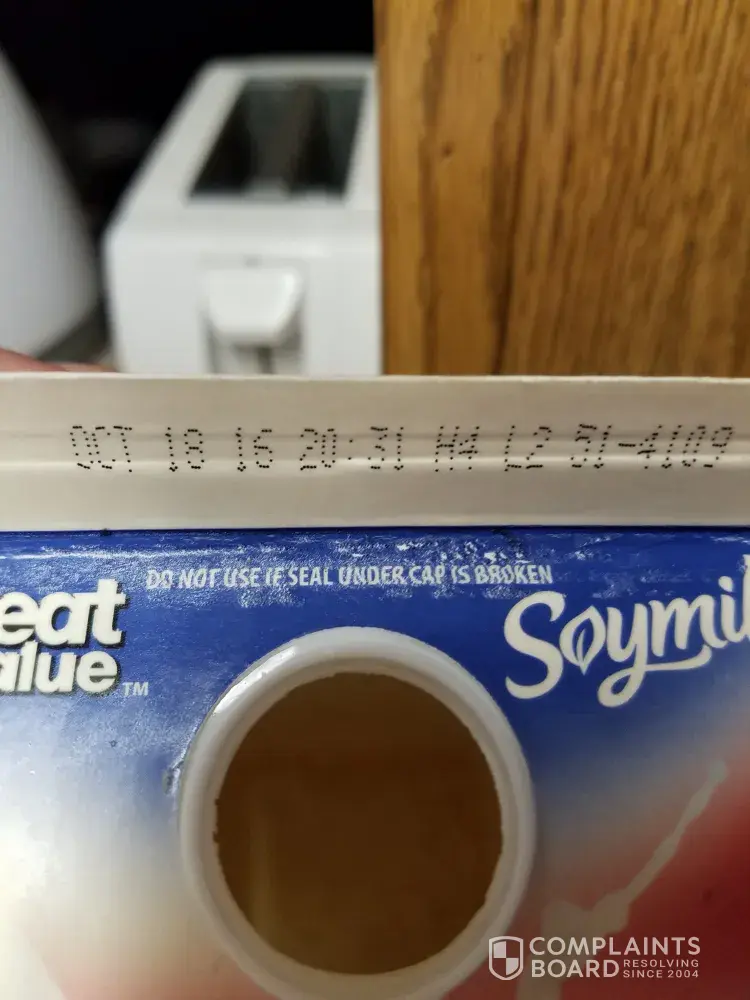 OCT 18 16 20:31 H4 L2 51-4109
DO NOT USE IF SEAL UNDER CAP IS BROKEN
eat
alue™
Soymil
COMPLAINTS
BOARD RESOLVING
SINCE 2004